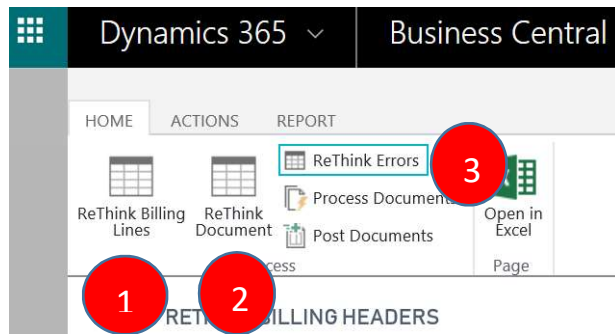 Dynamics 365 Business Central
HOME ACTIONS REPORT
ReThink Billing Lines
ReThink Document
ReThink Errors
Process
Post Documents
Open in Excel
Page
3
1
2
HEADERS